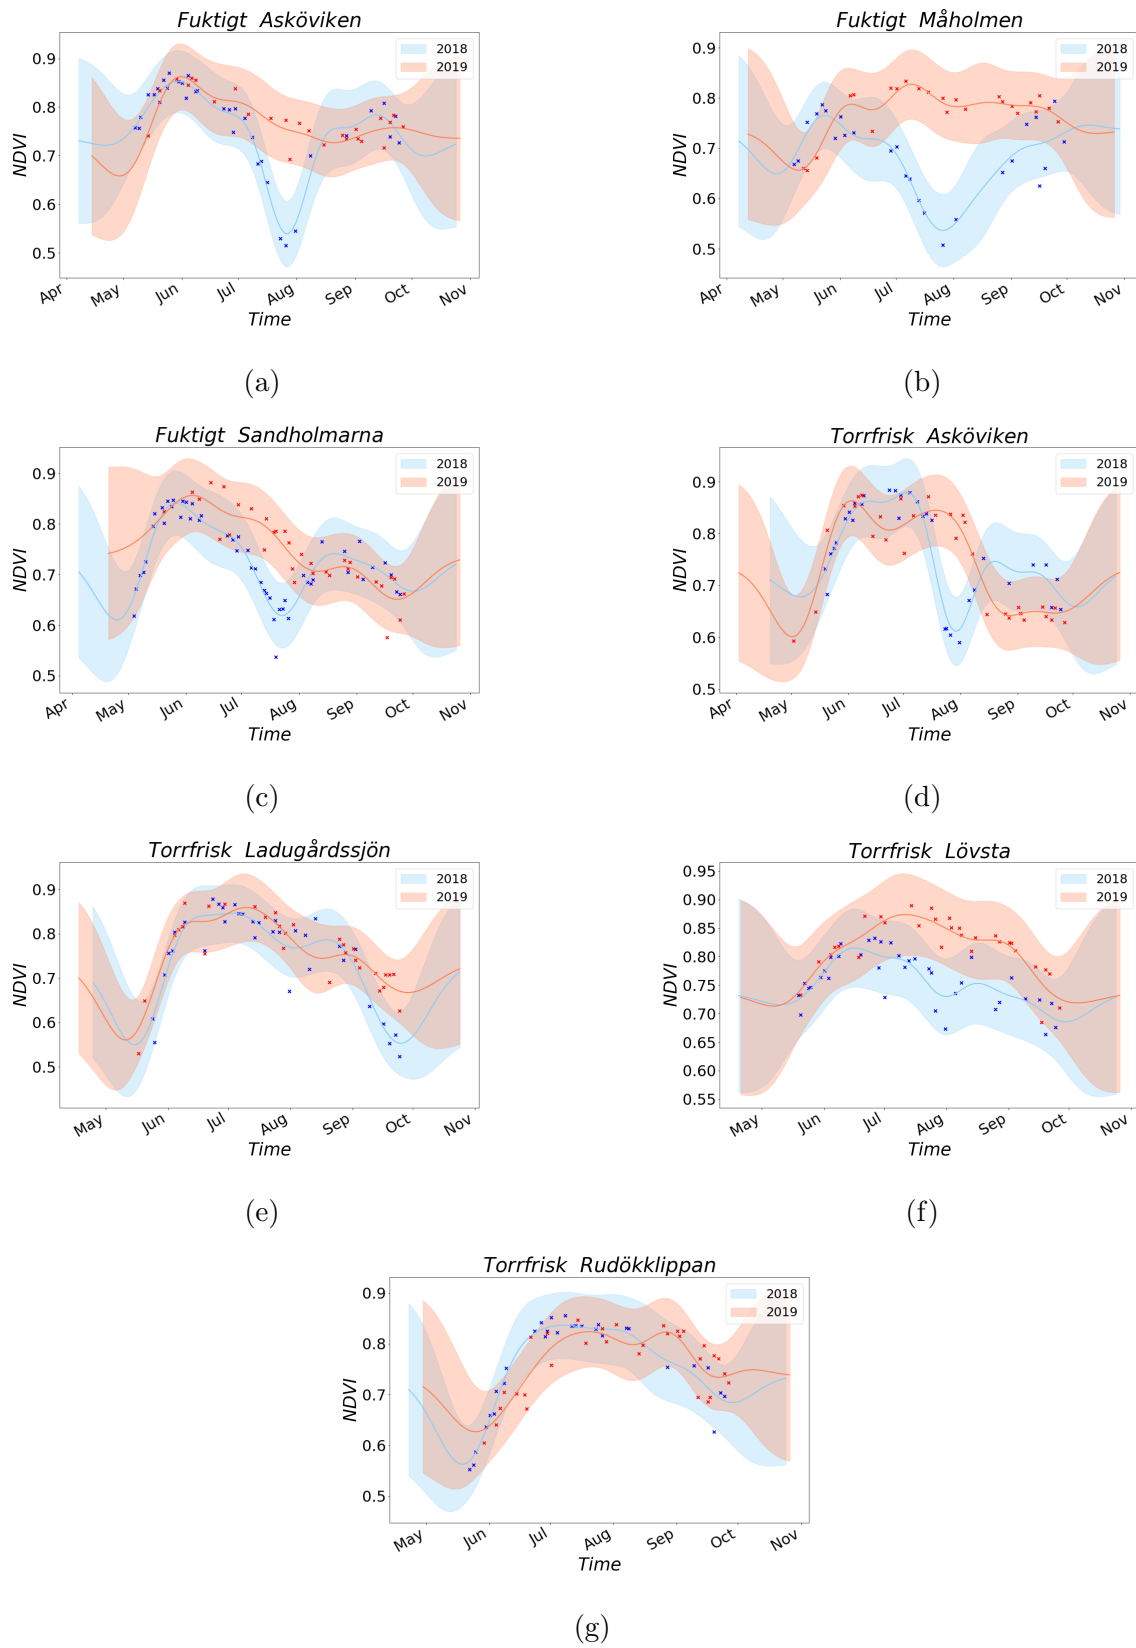 Fuktigt Asköviken
NDVI
0.9
0.8
0.7
0.6
0.5
2018
2019
Apr May Jun Jul Aug Sep Oct Nov
Time
(a)
Fuktigt Måholmen
NDVI
0.9
0.8
0.7
0.6
0.5
2018
2019
Apr May Jun Jul Aug Sep Oct Nov
Time
(b)
Fuktigt Sandholmarna
NDVI
0.9
0.8
0.7
0.6
0.5
2018
2019
Apr May Jun Jul Aug Sep Oct Nov
Time
(c)
Torrfrisk Asköviken
NDVI
0.9
0.8
0.7
0.6
0.5
2018
2019
Apr May Jun Jul Aug Sep Oct Nov
Time
(d)
Torrfrisk Ladugårdssjön
NDVI
0.9
0.8
0.7
0.6
0.5
2018
2019
May Jun Jul Aug Sep Oct Nov
Time
(e)
Torrfrisk Lövsta
NDVI
0.95
0.90
0.85
0.80
0.75
0.70
0.65
0.60
0.55
2018
2019
May Jun Jul Aug Sep Oct Nov
Time
(f)
Torrfrisk Rudökklippan
NDVI
0.9
0.8
0.7
0.6
0.5
2018
2019
May Jun Jul Aug Sep Oct Nov
Time
(g)